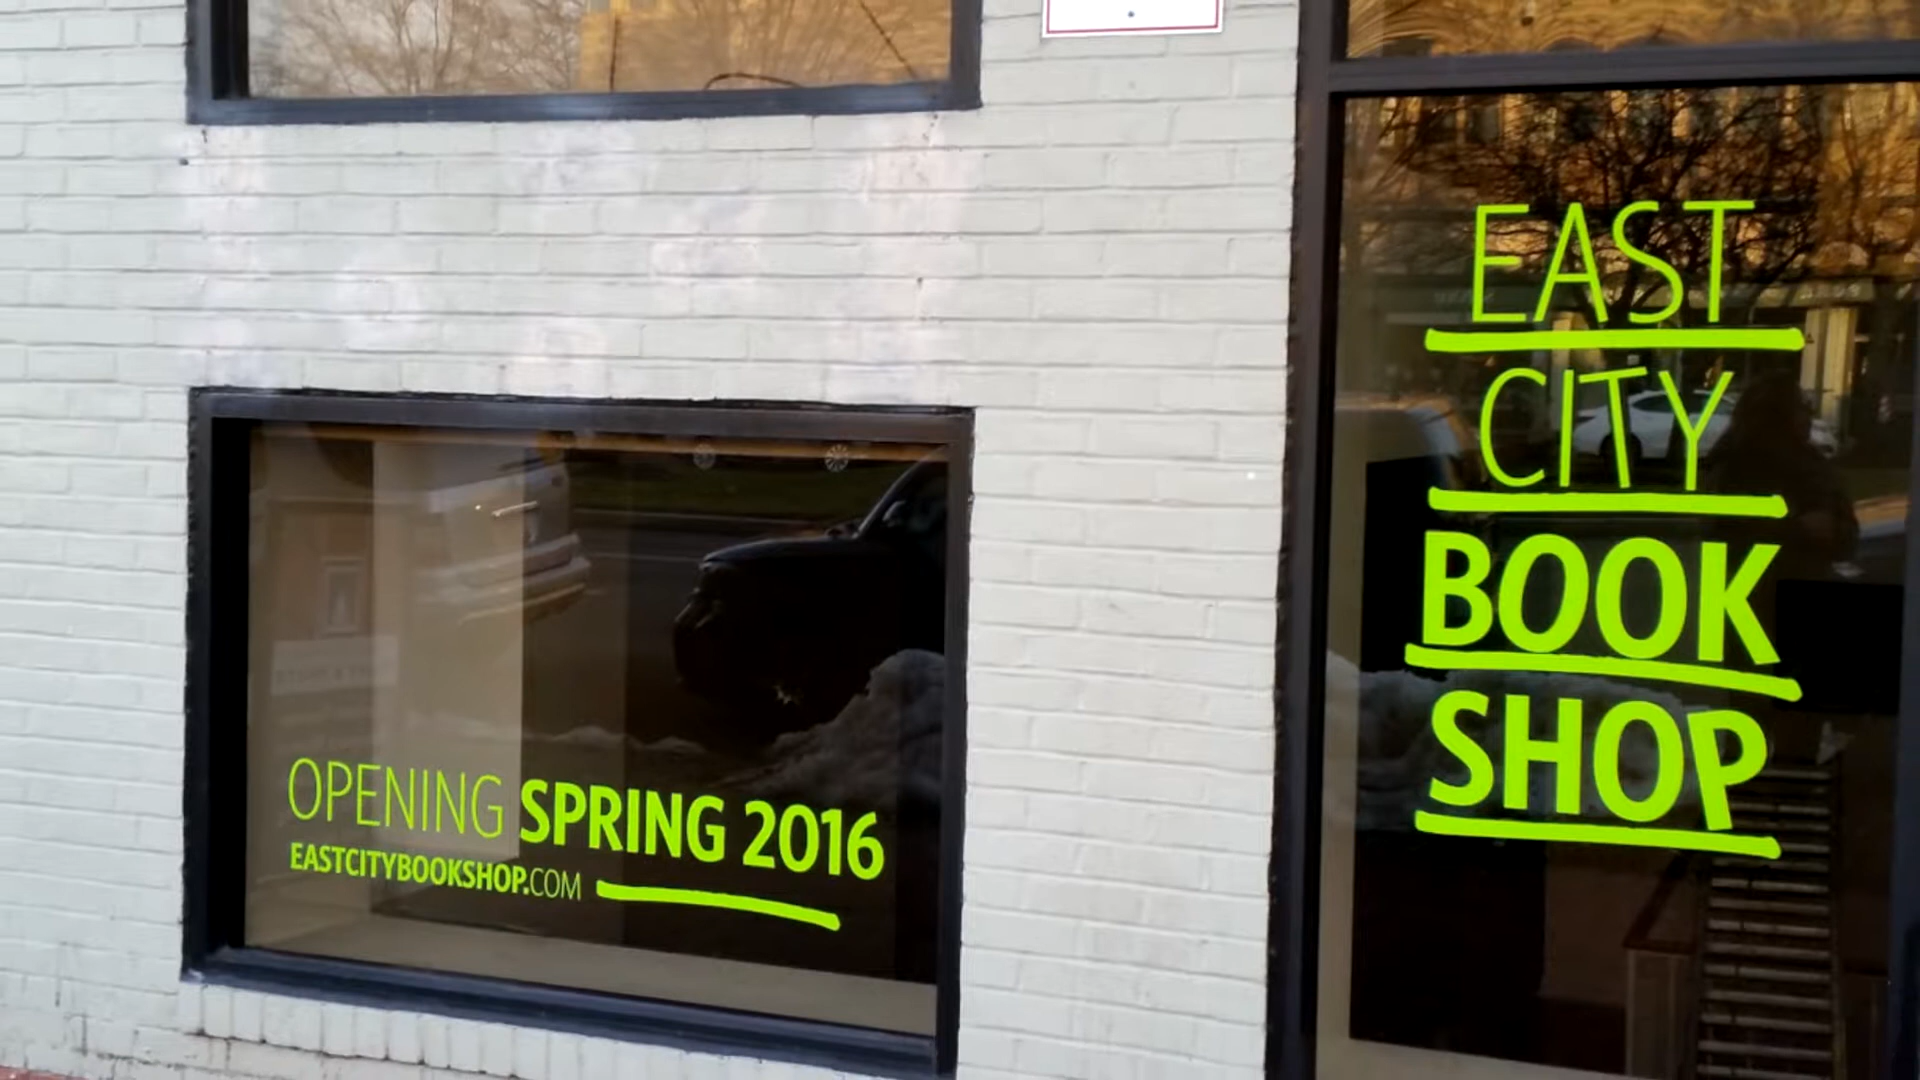 OPENING SPRING 2016
EASTCITYBOOKSHOP.COM
EAST
CITY
BOOK
SHOP